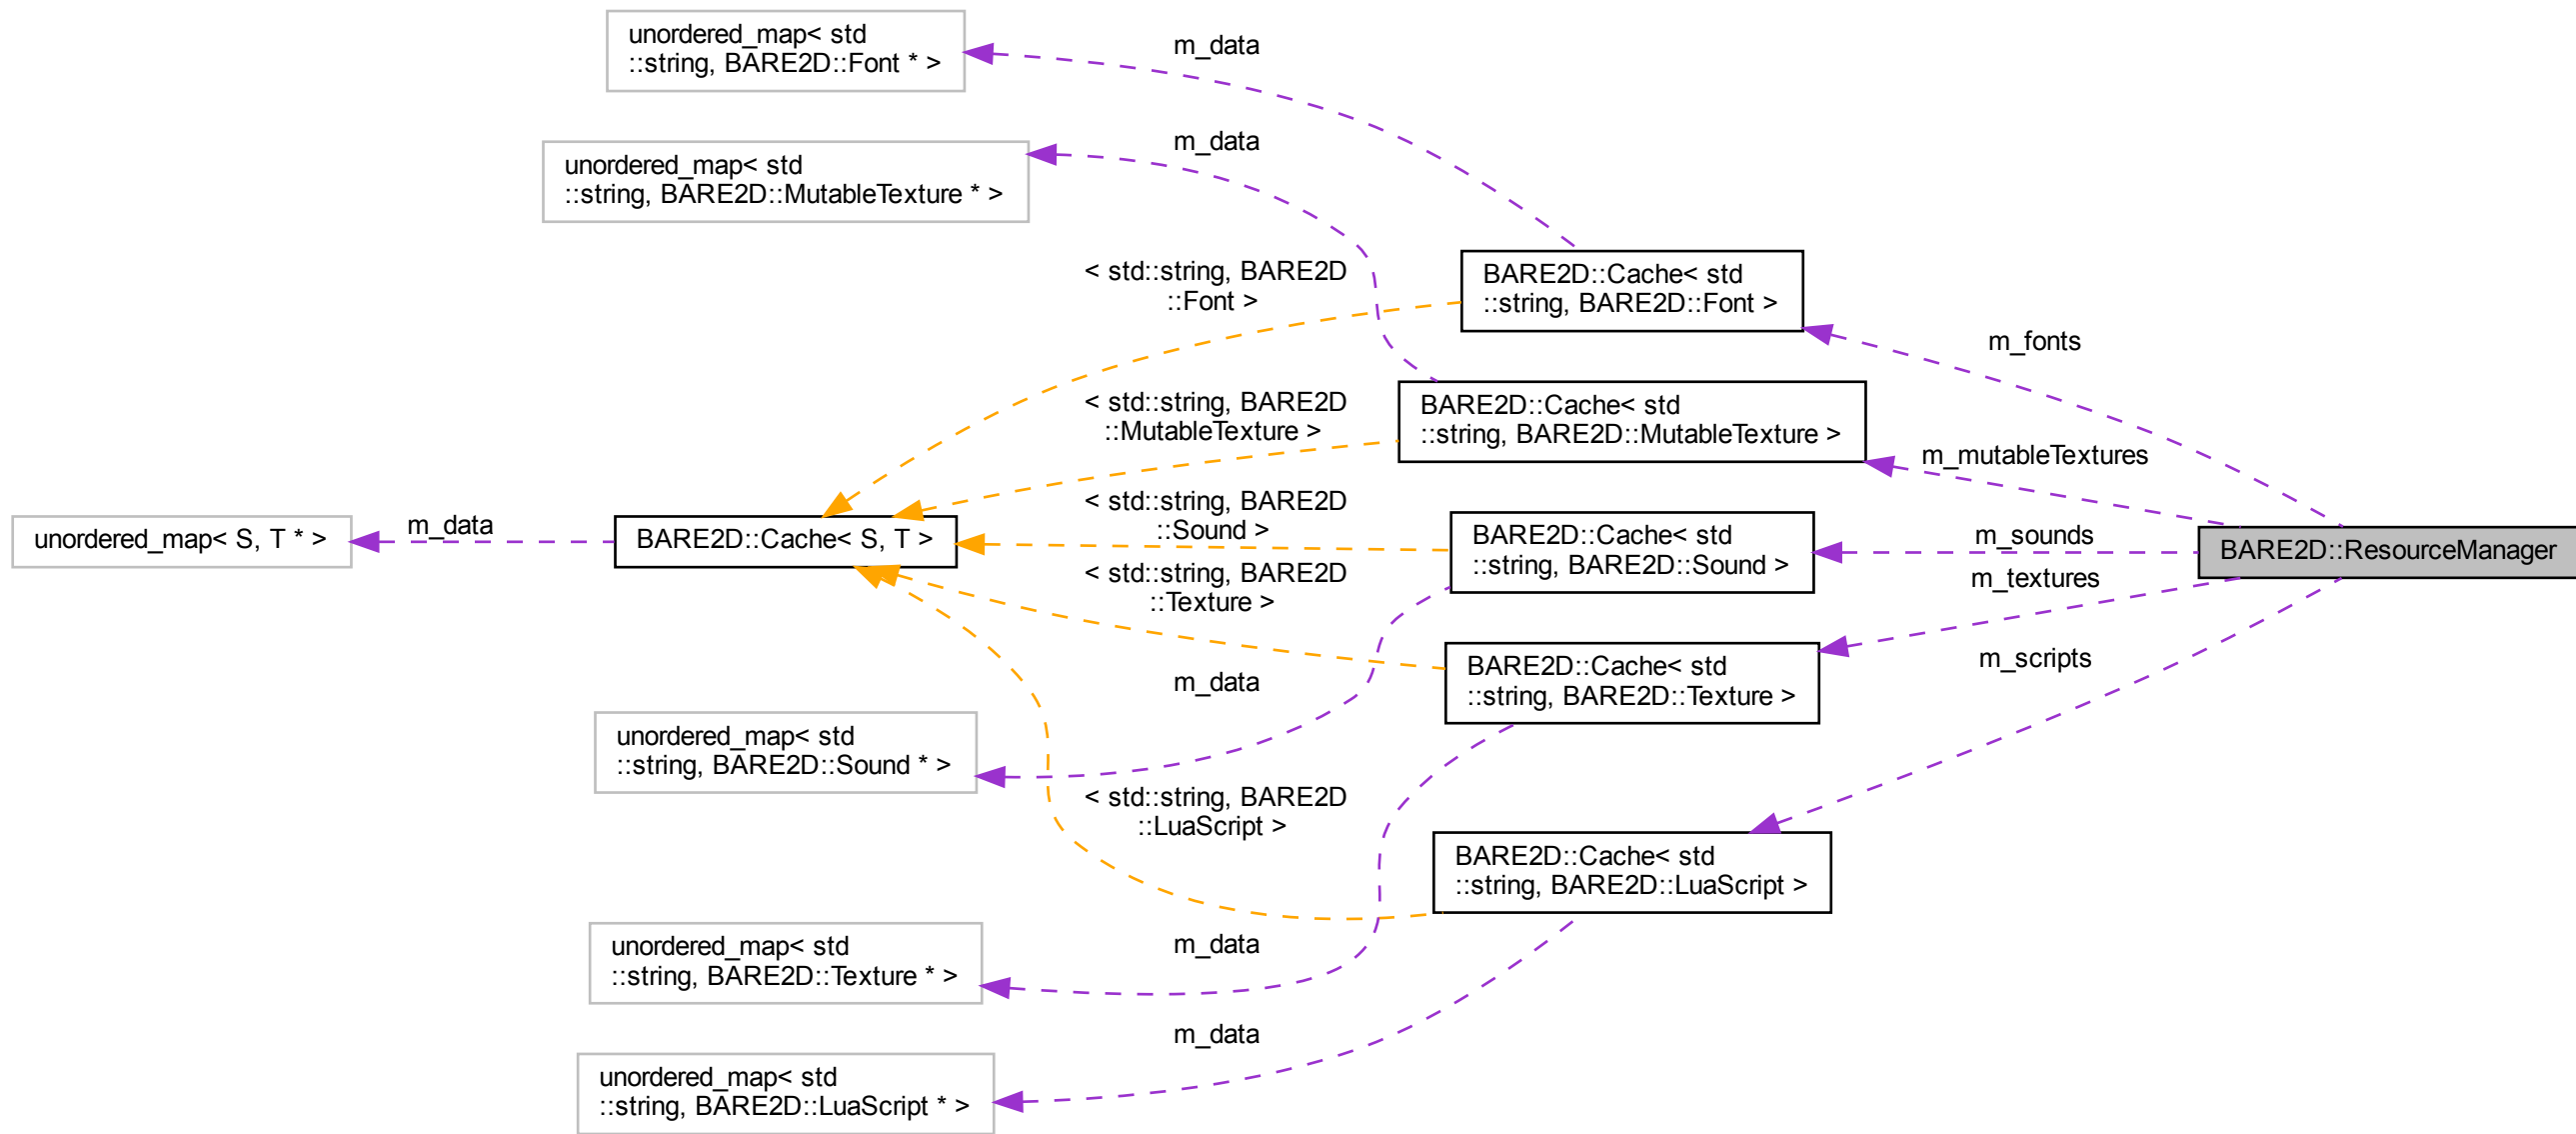 unordered_map< std
::string, BARE2D::Font * >
m_data
unordered_map< std
::string, BARE2D::MutableTexture * >
m_data
< std::string, BARE2D
::Font >
BARE2D::Cache< std
::string, BARE2D::Font >
m_fonts
< std::string, BARE2D
::MutableTexture >
BARE2D::Cache< std
::string, BARE2D::MutableTexture >
m_mutableTextures
unordered_map< S, T * >
m_data
BARE2D::Cache< S, T >
< std::string, BARE2D
::Sound >
BARE2D::Cache< std
::string, BARE2D::Sound >
m_sounds
BARE2D::ResourceManager
< std::string, BARE2D
::Texture >
m_textures
BARE2D::Cache< std
::string, BARE2D::Texture >
m_scripts
m_data
unordered_map< std
::string, BARE2D::Sound * >
< std::string, BARE2D
::LuaScript >
BARE2D::Cache< std
::string, BARE2D::LuaScript >
unordered_map< std
::string, BARE2D::Texture * >
m_data
m_data
unordered_map< std
::string, BARE2D::LuaScript * >